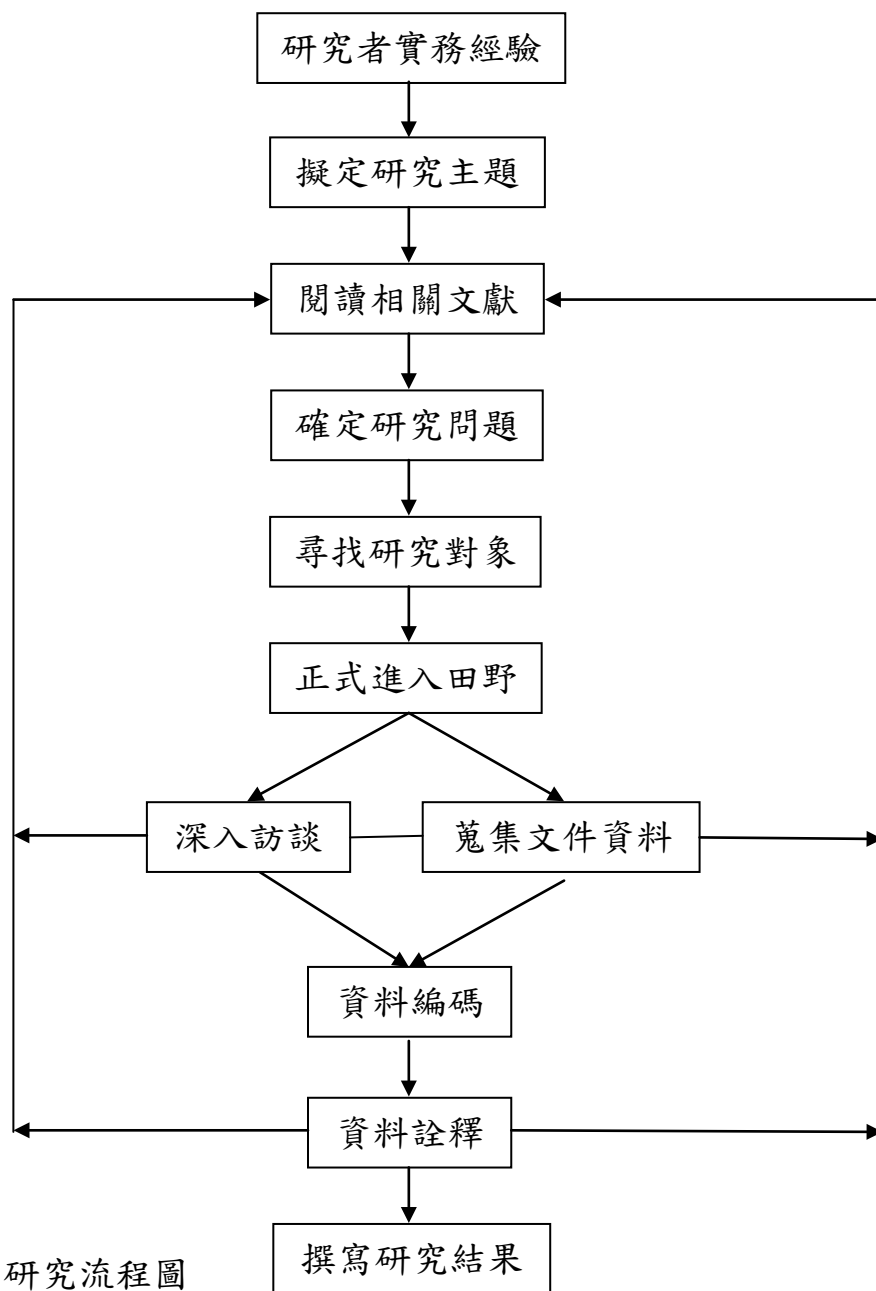 研究者實務經驗
擬定研究主題
閱讀相關文獻
確定研究問題
尋找研究對象
正式進入田野
深入訪談
蒐集文件資料
資料編碼
資料詮釋
撰寫研究結果
研究流程圖